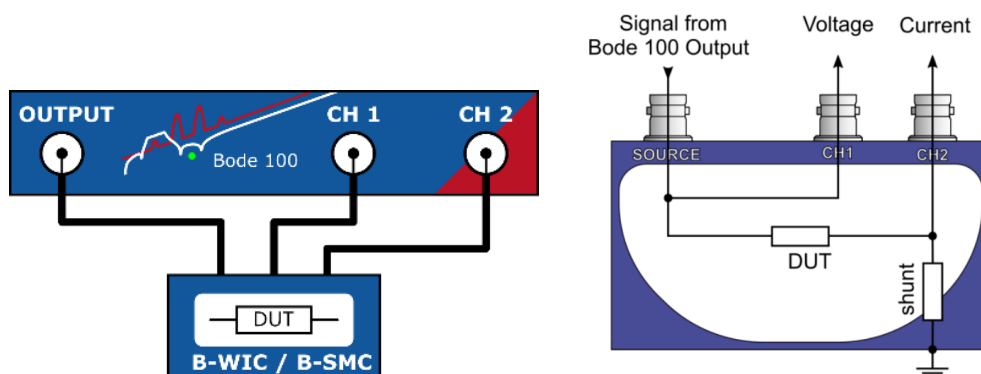 OUTPUT
CH 1
CH 2
Bode 100
DUT
B-WIC / B-SMC
Signal from
Bode 100 Output
Voltage
Current
SOURCE
CH1
CH2
DUT
shunt